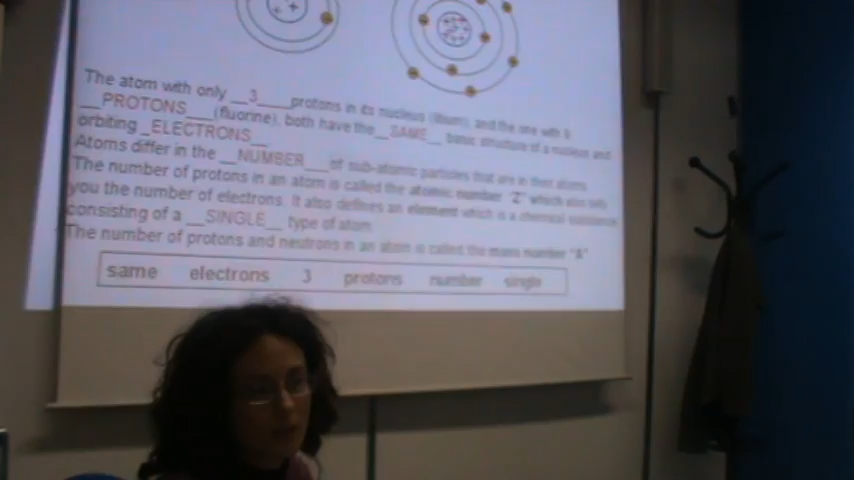 The atom with only __3____protons in its nucleus (litium), and the one with 9
__PROTONS___(fluorine), both have the__SAME__ basic structure of a nucleus and
orbiting _ELECTRONS__
Atoms differ in the __NUMBER___of sub-atomic particles that are in their atoms
The number of protons in an atom is called the atomic number "Z" which also tells
you the number of electrons. It also defines an element which is a chemical substance
consisting of a __SINGLE__ type of atom.
The number of protons and neutrons in an atom is called the mass number "A"
same electrons 3 protons number single